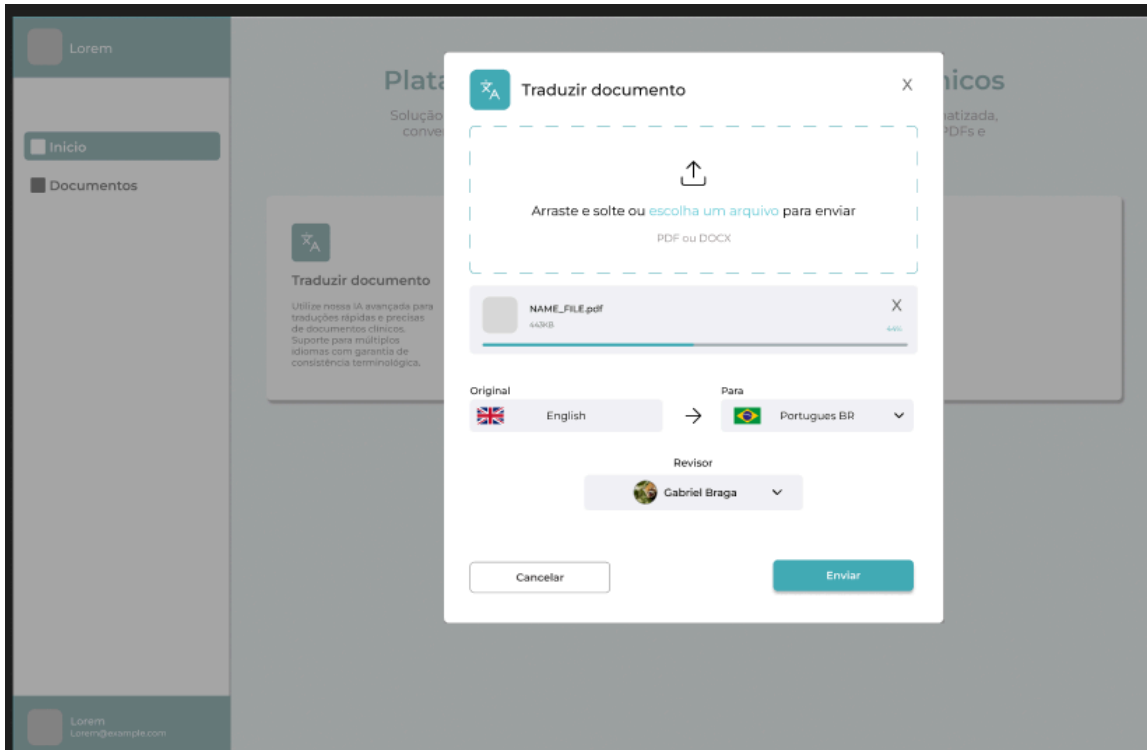 Lorem
Inicio
Documentos
Lorem
Lorem@example.com
Plata
nicos
Solução
atizada,
conve
PDFs e
Traduzir documento
Utilize nossa IA avançada para
traduções rápidas e precisas
de documentos clínicos.
Suporte para múltiplos
idiomas com garantia de
consistência terminológica.
Traduzir documento
X
Arraste e solte ou escolha um arquivo para enviar
PDF ou DOCX
NAME_FILE.pdf
X
443KB
44%
Original
Para
English
Portugues BR
Revisor
Gabriel Braga
Cancelar
Enviar